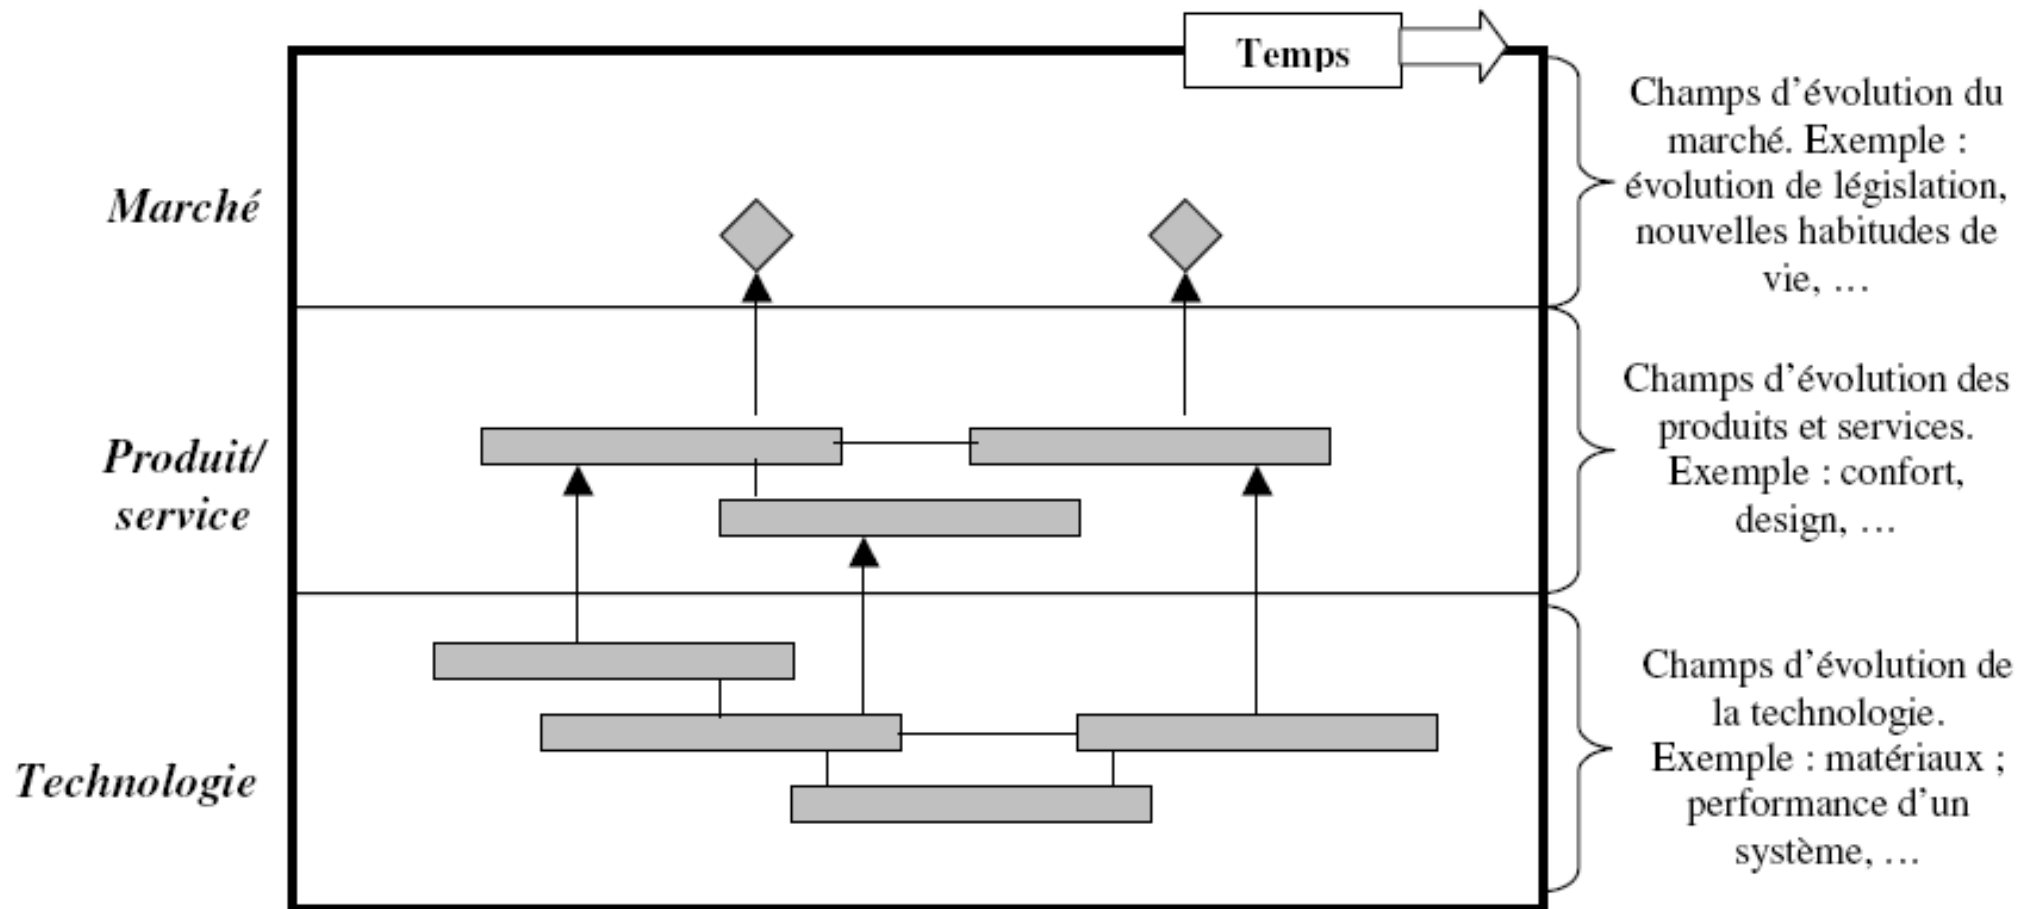 Temps
Marché
Champs d'évolution du
marché. Exemple :
évolution de législation,
nouvelles habitudes de
vie, …
Produit/
service
Champs d'évolution des
produits et services.
Exemple : confort,
design, …
Technologie
Champs d'évolution de
la technologie.
Exemple : matériaux ;
performance d'un
système, …